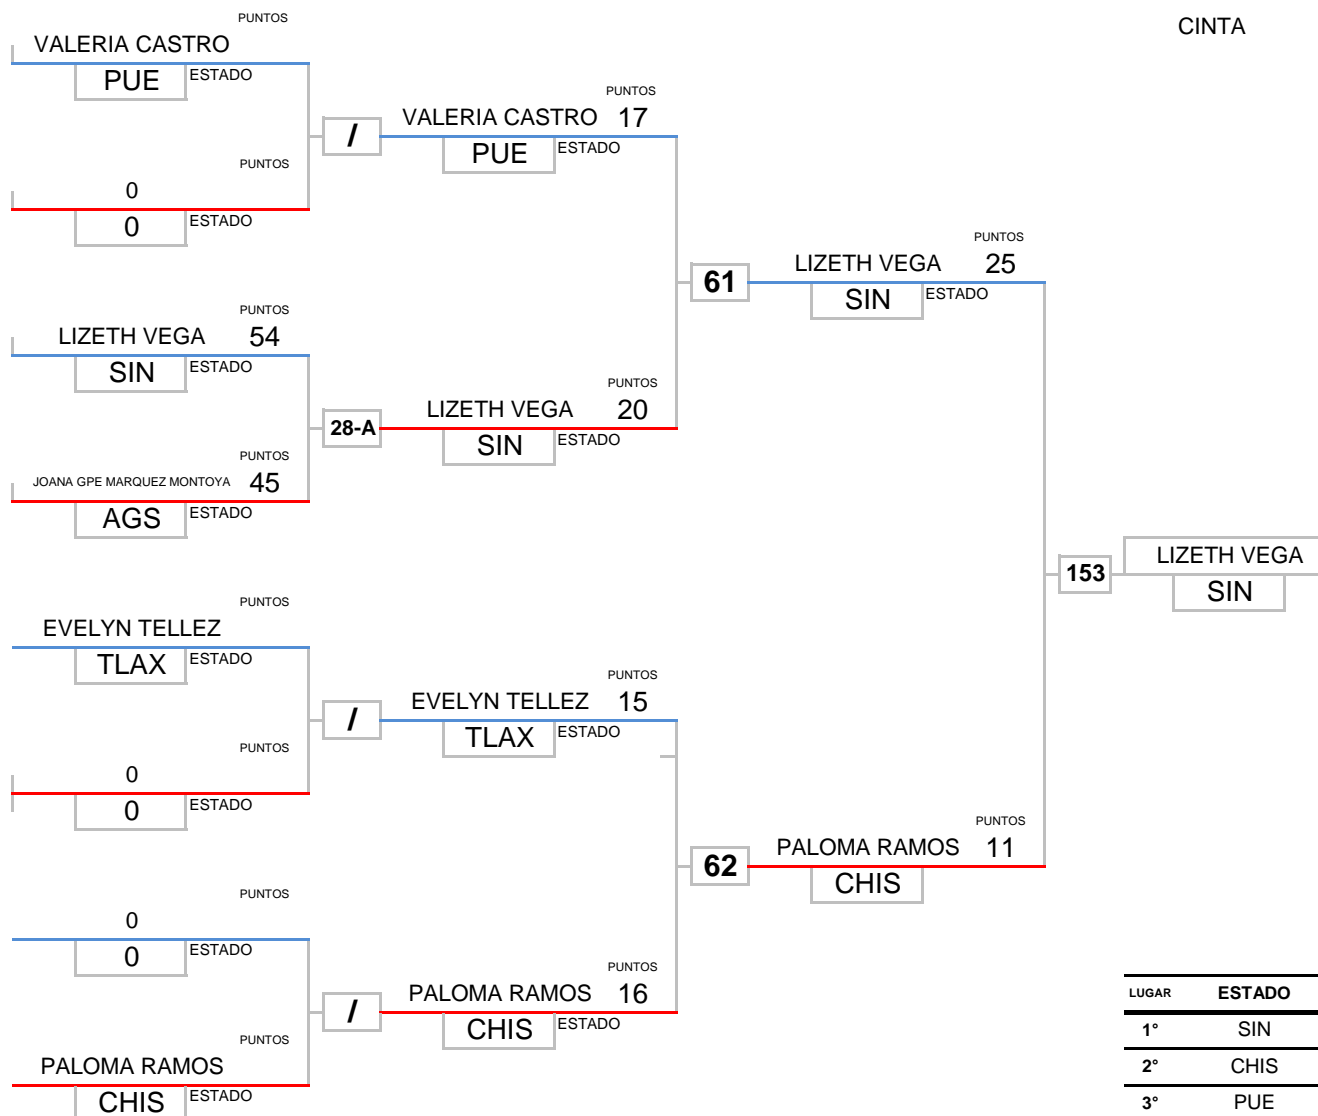 PUNTOS
CINTA
VALERIA CASTRO
PUE ESTADO
PUNTOS
VALERIA CASTRO 17
/
PUE ESTADO
PUNTOS
0
0 ESTADO
PUNTOS
LIZETH VEGA 25
61
SIN ESTADO
PUNTOS
LIZETH VEGA 54
SIN ESTADO
PUNTOS
LIZETH VEGA 20
28-A
SIN ESTADO
PUNTOS
JOANA GPE MARQUEZ MONTOYA 45
AGS ESTADO
LIZETH VEGA
153
SIN
PUNTOS
EVELYN TELLEZ
TLAX ESTADO
PUNTOS
EVELYN TELLEZ 15
/
TLAX ESTADO
PUNTOS
0
0 ESTADO
PUNTOS
PALOMA RAMOS 11
62
CHIS
PUNTOS
0
0 ESTADO
PUNTOS
PALOMA RAMOS 16
/
CHIS ESTADO
PUNTOS
PALOMA RAMOS
CHIS ESTADO
LUGAR ESTADO
1° SIN
2° CHIS
3° PUE